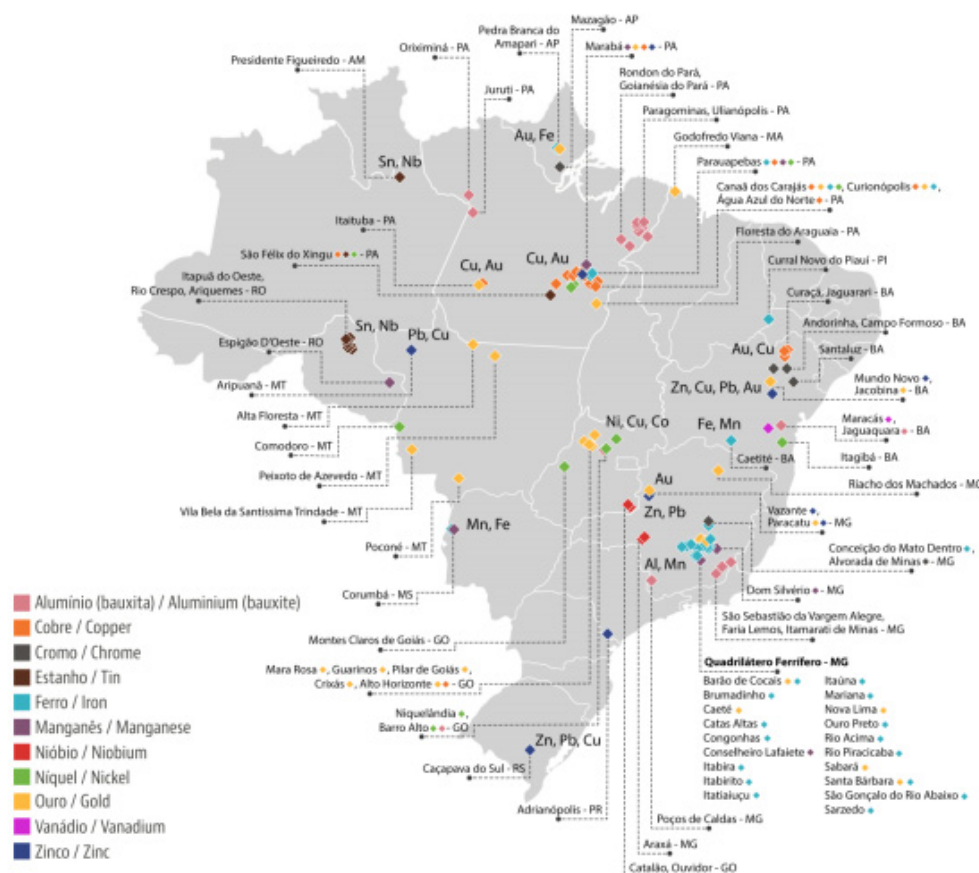 Mazagão - AP
Pedra Branca do
Amapari - AP
Oriximiná - PA
Marabá - PA
Presidente Figueiredo - AM
Rondon do Pará,
Goianésia do Pará - PA
Juruti - PA
Paragominas, Ulianópolis - PA
Au, Fe
Godofredo Viana - MA
Sn, Nb
Parauapebas - PA
Canaã dos Carajás, Curionópolis,
Água Azul do Norte - PA
Itaituba - PA
Floresta do Araguaia - PA
São Félix do Xingu - PA
Cu, Au
Cu, Au
Curral Novo do Piauí - PI
Itapuã do Oeste,
Rio Crespo, Ariquemes - RO
Curaçá, Jaguarari - BA
Andorinha, Campo Formoso - BA
Sn, Nb
Pb, Cu
Espigão D'Oeste - RO
Au, Cu
Santaluz - BA
Zn, Cu, Pb, Au
Mundo Novo,
Jacobina - BA
Aripuanã - MT
Alta Floresta - MT
Ni, Cu, Co
Fe, Mn
Maracás,
Jaguaquara - BA
Comodoro - MT
Caetité - BA
Itagibá - BA
Peixoto de Azevedo - MT
Riacho dos Machados - MG
Au
Vila Bela da Santíssima Trindade - MT
Zn, Pb
Vazante,
Paracatu - MG
Mn, Fe
Poconé - MT
Conceição do Mato Dentro,
Alvorada de Minas - MG
Al, Mn
Corumbá - MS
Dom Silvério - MG
Alumínio (bauxita) / Aluminium (bauxite)
Cobre / Copper
Cromo / Chrome
Estanho / Tin
Ferro / Iron
Manganês / Manganese
Nióbio / Niobium
Níquel / Nickel
Ouro / Gold
Vanádio / Vanadium
Zinco / Zinc
São Sebastião da Vargem Alegre,
Faria Lemos, Itamarati de Minas - MG
Montes Claros de Goiás - GO
Mara Rosa, Guarinos, Pilar de Goiás,
Crixás, Alto Horizonte - GO
Niquelândia,
Barro Alto - GO
Zn, Pb, Cu
Caçapava do Sul - RS
Adrianópolis - PR
Quadrilátero Ferrífero - MG
Barão de Cocais
Brumadinho
Caeté
Catas Altas
Congonhas
Conselheiro Lafaiete
Itabira
Itabirito
Itatiaiuçu
Itaúna
Mariana
Nova Lima
Ouro Preto
Rio Acima
Rio Piracicaba
Sabará
Santa Bárbara
São Gonçalo do Rio Abaixo
Sarzedo
Poços de Caldas - MG
Araxá - MG
Catalão, Ouvidor - GO